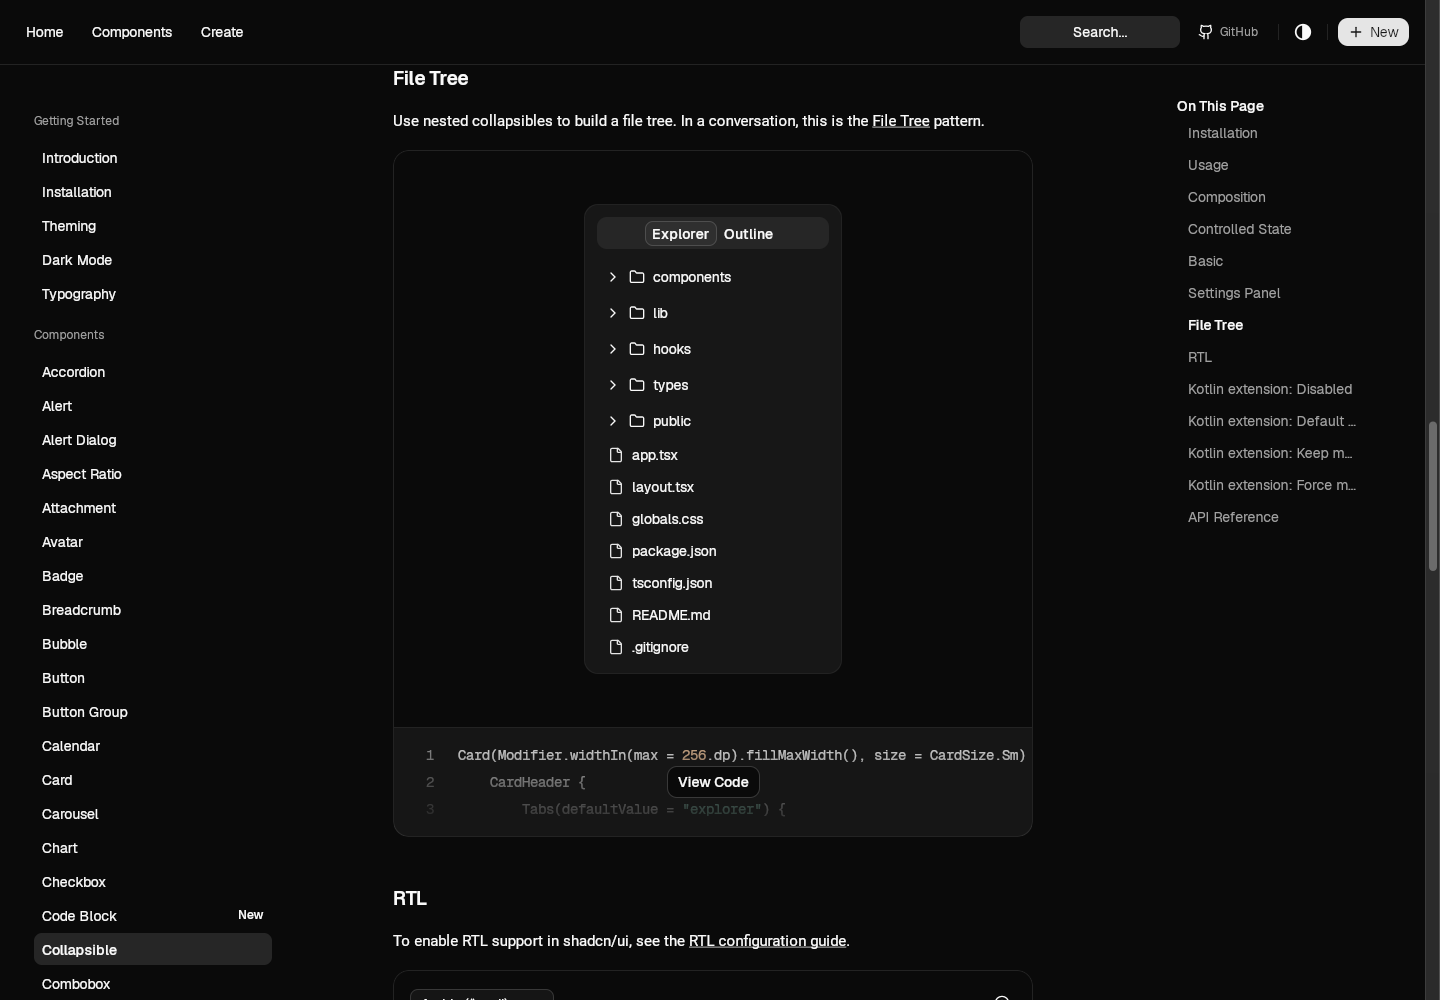 Home
Components
Create
Search...
GitHub
New
Getting Started
Introduction
Installation
Theming
Dark Mode
Typography
Components
Accordion
Alert
Alert Dialog
Aspect Ratio
Attachment
Avatar
Badge
Breadcrumb
Bubble
Button
Button Group
Calendar
Card
Carousel
Chart
Checkbox
Code Block
New
Collapsible
Combobox
File Tree
Use nested collapsibles to build a file tree. In a conversation, this is the File Tree pattern.
Explorer
Outline
components
lib
hooks
types
public
app.tsx
layout.tsx
globals.css
package.json
tsconfig.json
README.md
.gitignore
1 Card(Modifier.widthIn(max = 256.dp).fillMaxWidth(), size = CardSize.Sm)
2 CardHeader {
View Code
3 Tabs(defaultValue = "explorer") {
RTL
To enable RTL support in shadcn/ui, see the RTL configuration guide.
On This Page
Installation
Usage
Composition
Controlled State
Basic
Settings Panel
File Tree
RTL
Kotlin extension: Disabled
Kotlin extension: Default ...
Kotlin extension: Keep m...
Kotlin extension: Force m...
API Reference